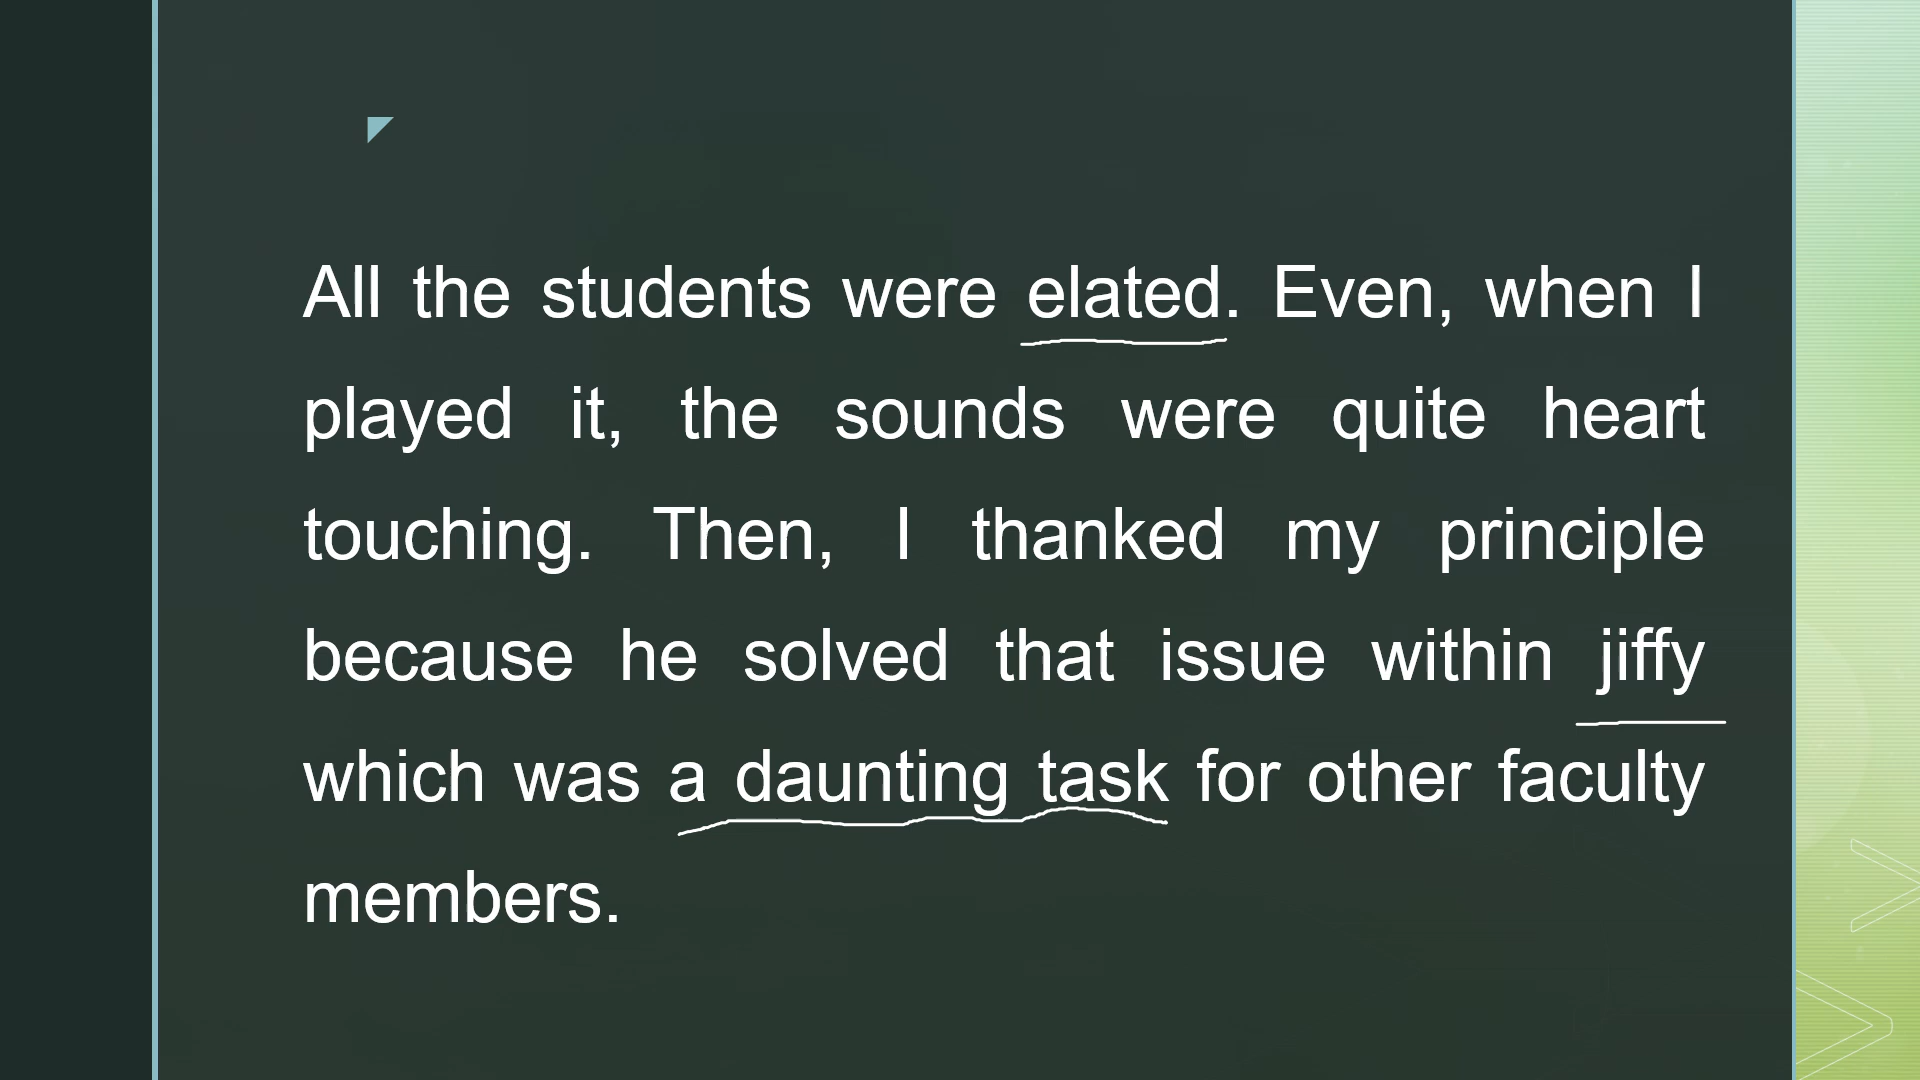 All the students were elated. Even, when I
played it, the sounds were quite heart
touching. Then, I thanked my principle
because he solved that issue within jiffy
which was a daunting task for other faculty
members.